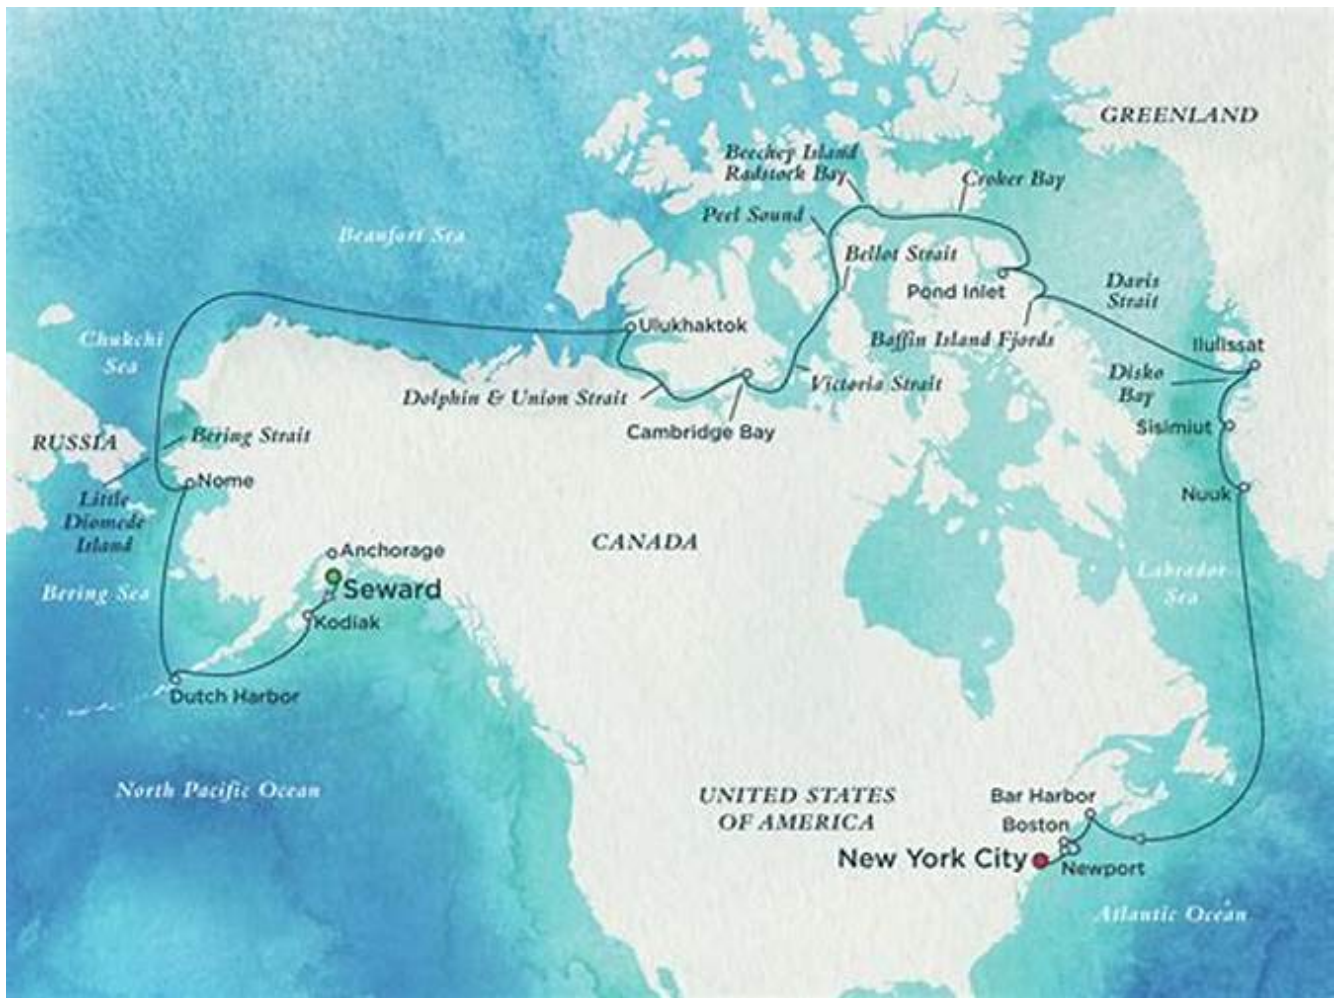 GREENLAND
Beechey Island
Radstock Bay
Croker Bay
Peel Sound
Beaufort Sea
Bellot Strait
Davis
Strait
Pond Inlet
Ulukhaktok
Chukchi
Sea
Baffin Island Fjords
Ilulissat
Disko
Bay
Dolphin & Union Strait
Victoria Strait
Cambridge Bay
Sisimiut
RUSSIA
Bering Strait
Nome
Little
Diomede
Island
Nuuk
CANADA
Anchorage
Seward
Bering Sea
Labrador
Sea
Kodiak
Dutch Harbor
North Pacific Ocean
UNITED STATES
OF AMERICA
Bar Harbor
Boston
New York City
Newport
Atlantic Ocean